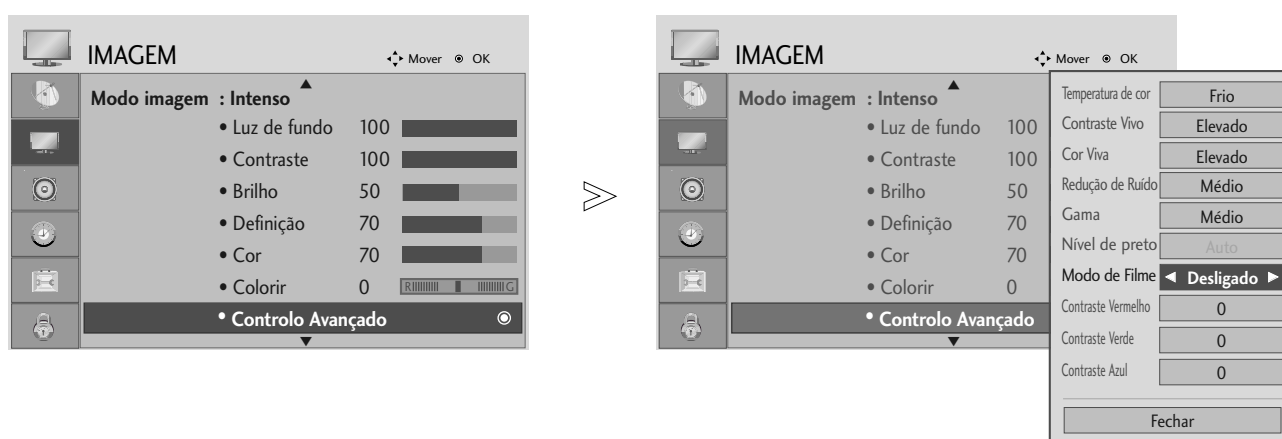 IMAGEM
Mover OK
Modo imagem : Intenso
• Luz de fundo 100
• Contraste 100
• Brilho 50
• Definição 70
• Cor 70
• Colorir 0 R G
• Controlo Avançado
IMAGEM
Mover OK
Modo imagem : Intenso
• Luz de fundo 100
• Contraste 100
• Brilho 50
• Definição 70
• Cor 70
• Colorir 0
• Controlo Avançado
Temperatura de cor Frio
Contraste Vivo Elevado
Cor Viva Elevado
Redução de Ruído Médio
Gama Médio
Nível de preto Auto
Modo de Filme ◄ Desligado ►
Contraste Vermelho 0
Contraste Verde 0
Contraste Azul 0
Fechar